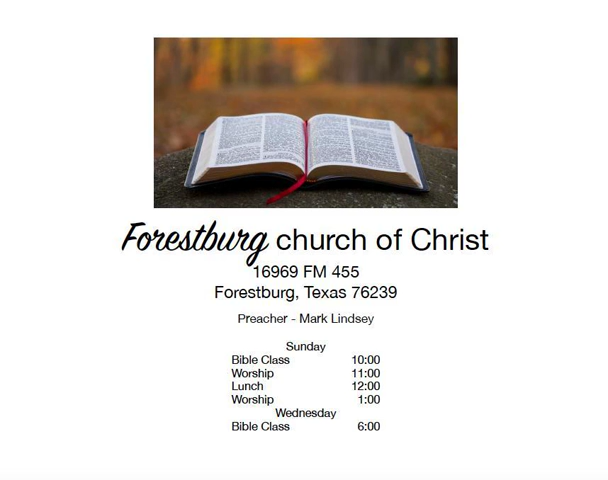 Forestburg church of Christ
16969 FM 455
Forestburg, Texas 76239
Preacher - Mark Lindsey
Sunday
Bible Class 10:00
Worship 11:00
Lunch 12:00
Worship 1:00
Wednesday
Bible Class 6:00